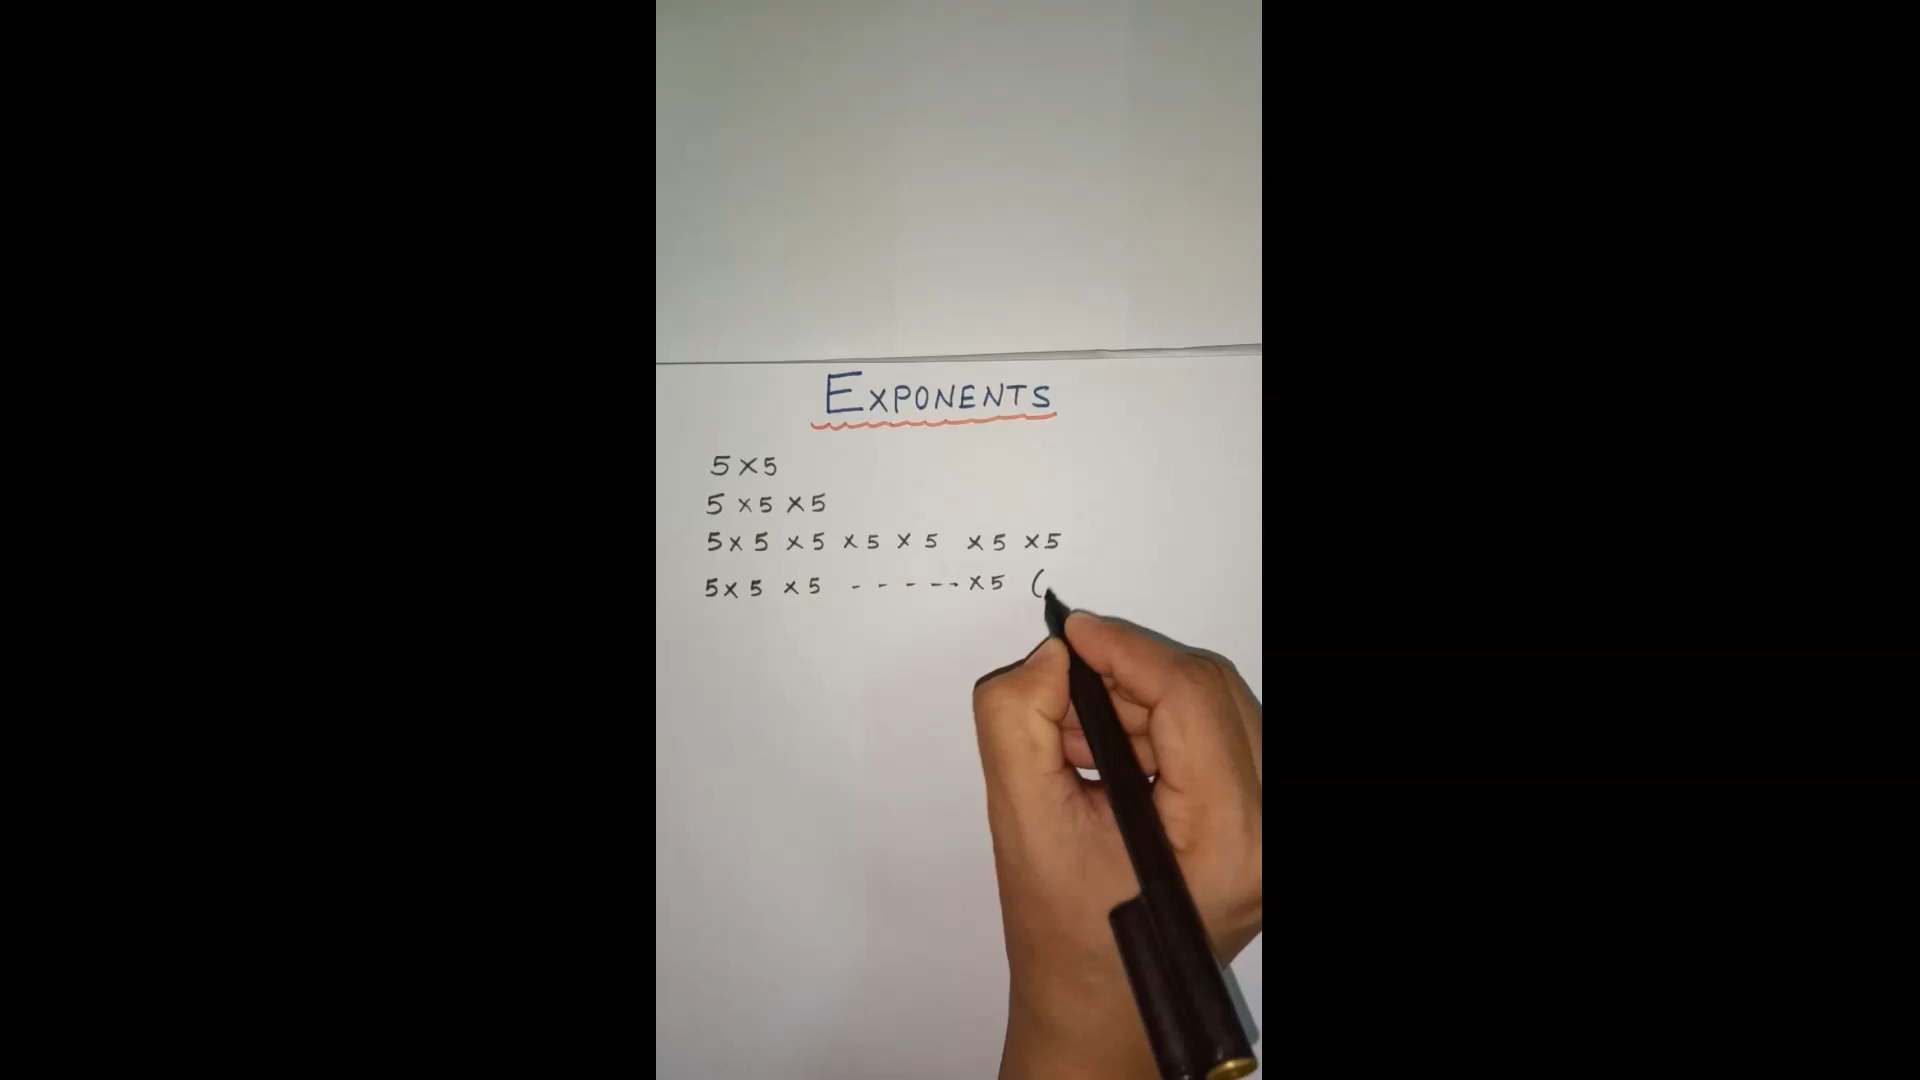 EXPONENTS
5 × 5
5 × 5 × 5
5 × 5 × 5 × 5 × 5 × 5 × 5
5 × 5 × 5 - - - - - × 5 (